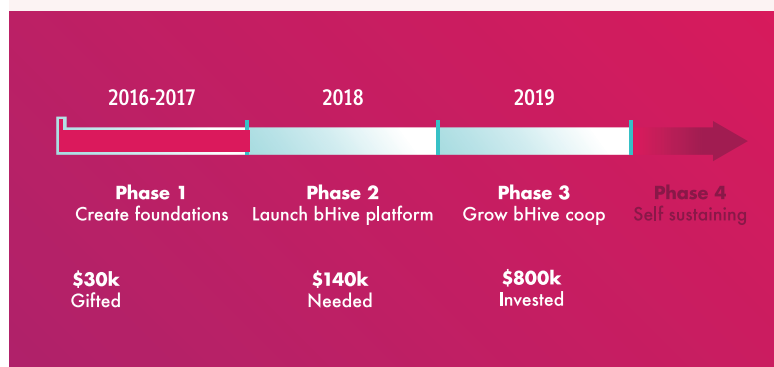 2016-2017
2018
2019
Phase 1
Create foundations
Phase 2
Launch bHive platform
Phase 3
Grow bHive coop
Phase 4
Self sustaining
$30k
Gifted
$140k
Needed
$800k
Invested